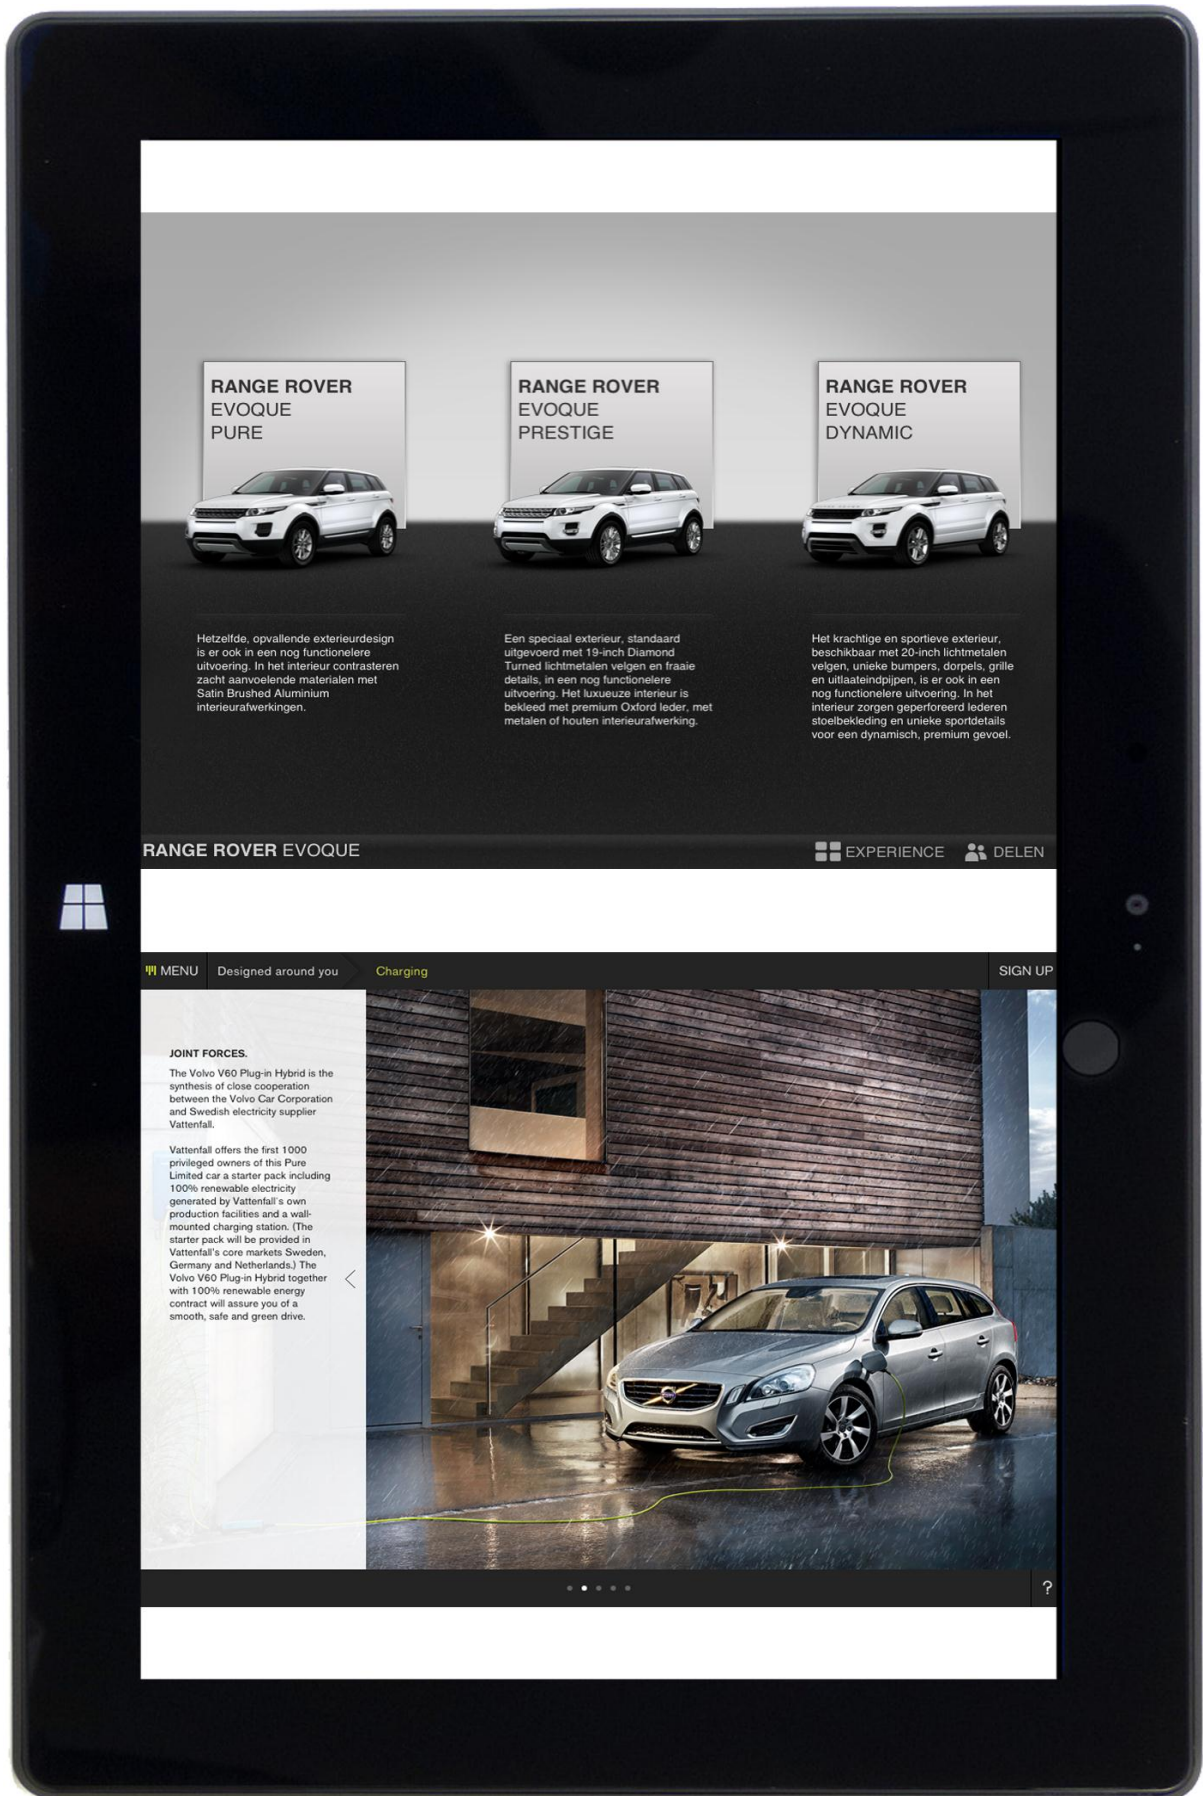 RANGE ROVER
EVOQUE
PURE
RANGE ROVER
EVOQUE
PRESTIGE
RANGE ROVER
EVOQUE
DYNAMIC
Hetzelfde, opvallende exterieurdesign
is er ook in een nog functionelere
uitvoering. In het interieur contrasteren
zacht aanvoelende materialen met
Satin Brushed Aluminium
interieurafwerkingen.
Een speciaal exterieur, standaard
uitgevoerd met 19-inch Diamond
Turned lichtmetalen velgen en fraaie
details, in een nog functionelere
uitvoering. Het luxueuze interieur is
bekleed met premium Oxford leder, met
metalen of houten interieurafwerking.
Het krachtige en sportieve exterieur,
beschikbaar met 20-inch lichtmetalen
velgen, unieke bumpers, dorpels, grille
en uitlaateindpijpen, is er ook in een
nog functionelere uitvoering. In het
interieur zorgen geperforeerd lederen
stoelbekleding en unieke sportdetails
voor een dynamisch, premium gevoel.
RANGE ROVER EVOQUE
EXPERIENCE
DELEN
MENU
Designed around you
Charging
SIGN UP
JOINT FORCES.
The Volvo V60 Plug-in Hybrid is the
synthesis of close cooperation
between the Volvo Car Corporation
and Swedish electricity supplier
Vattenfall.
Vattenfall offers the first 1000
privileged owners of this Pure
Limited car a starter pack including
100% renewable electricity
generated by Vattenfall's own
production facilities and a wall-
mounted charging station. (The
starter pack will be provided in
Vattenfall's core markets Sweden,
Germany and Netherlands.) The
Volvo V60 Plug-in Hybrid together
with 100% renewable energy
contract will assure you of a
smooth, safe and green drive.
?